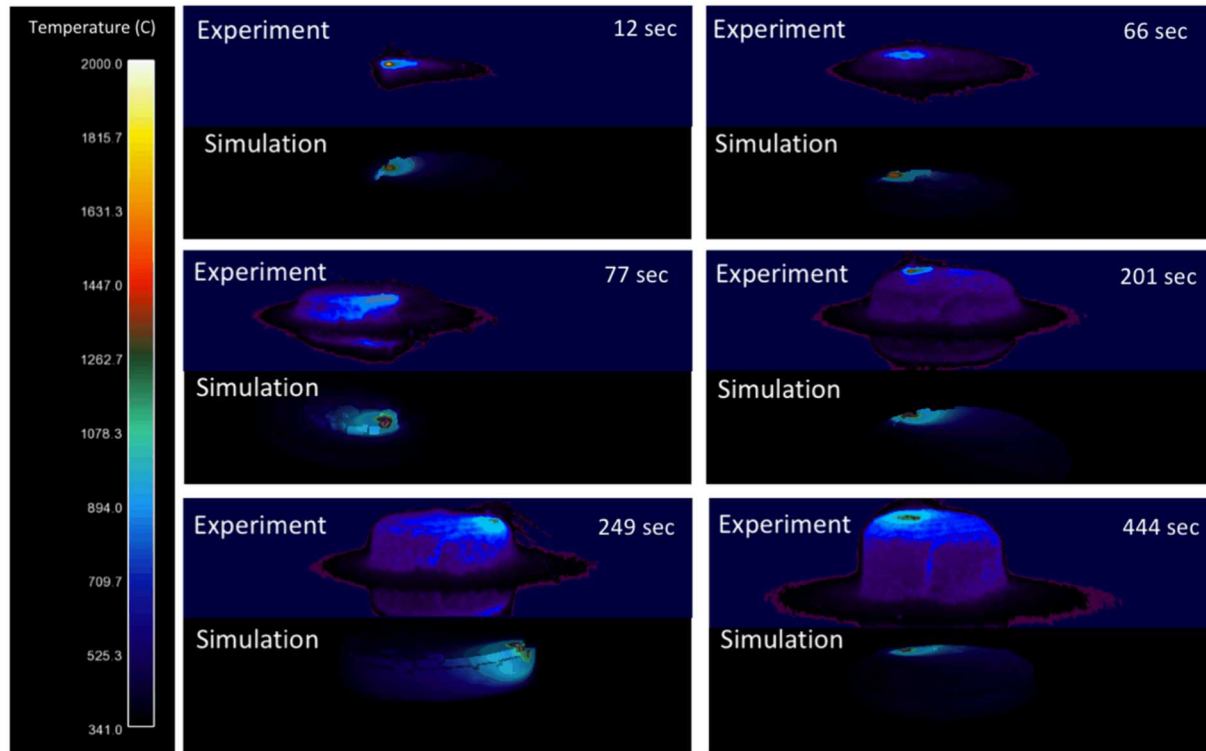 Temperature (C)
2000.0
1815.7
1631.3
1447.0
1262.7
1078.3
894.0
709.7
525.3
341.0
Experiment
12 sec
Simulation
Experiment
66 sec
Simulation
Experiment
77 sec
Simulation
Experiment
201 sec
Simulation
Experiment
249 sec
Simulation
Experiment
444 sec
Simulation